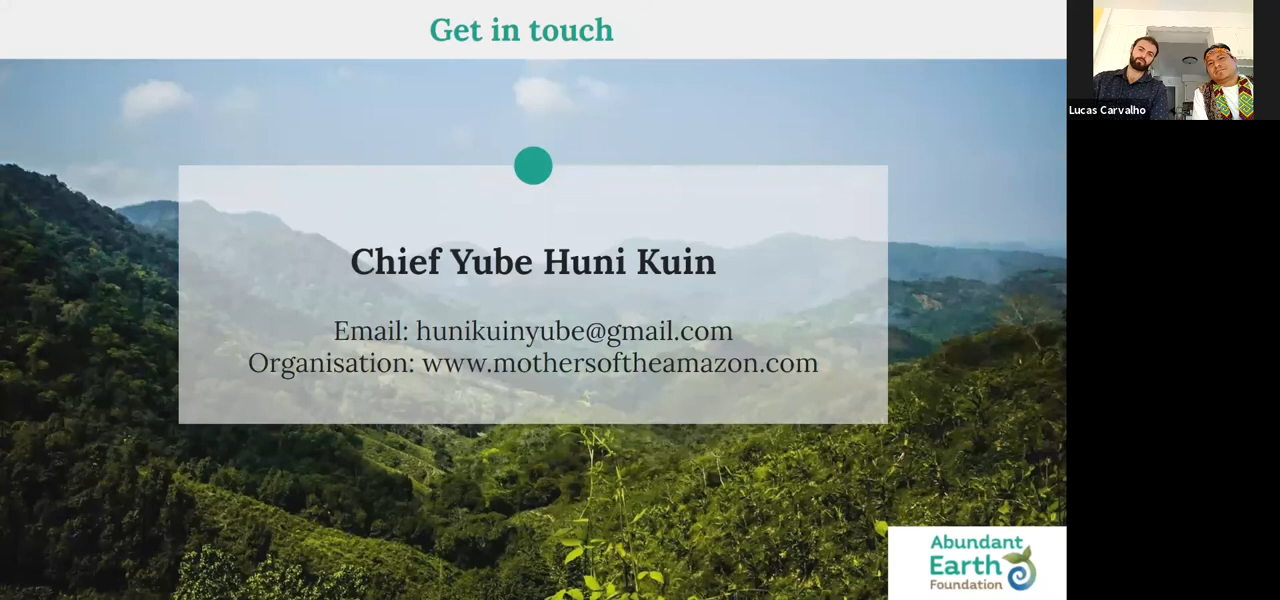 Get in touch
Lucas Carvalho
Chief Yube Huni Kuin
Email: hunikuinyube@gmail.com
Organisation: www.mothersoftheamazon.com
Abundant
Earth
Foundation